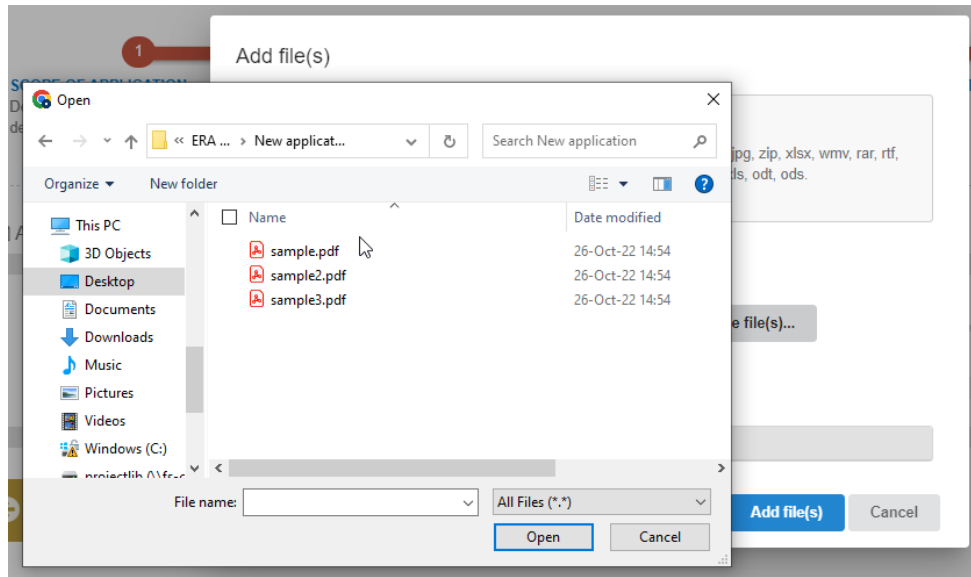 1
Add file(s)
SCOPE OF APPLICATION
Open
« ERA ... › New applicat...
Search New application
jpg, zip, xlsx, wmv, rar, rtf,
odt, ods.
Organize
New folder
?
This PC
3D Objects
Desktop
Documents
Downloads
Music
Pictures
Videos
Windows (C:)
Name
Date modified
sample.pdf
26-Oct-22 14:54
sample2.pdf
26-Oct-22 14:54
sample3.pdf
26-Oct-22 14:54
file(s)...
File name:
All Files (*.*)
Open
Cancel
Add file(s)
Cancel